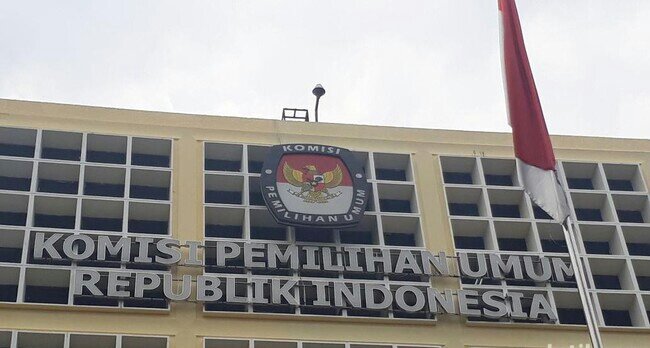 KOMISI
PEMILIHAN UMUM
KOMISI PEMILIHAN UMUM
REPUBLIK INDONESIA